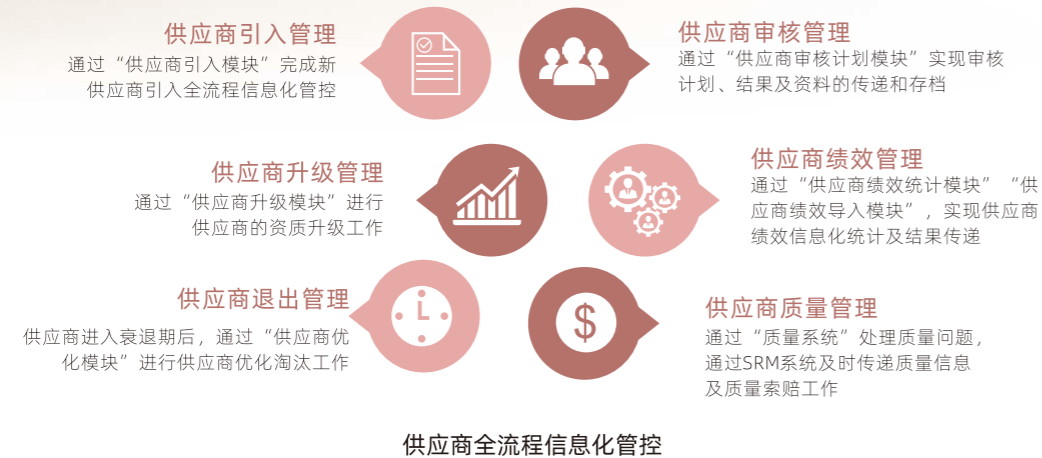 供应商引入管理
通过“供应商引入模块”完成新
供应商引入全流程信息化管控
供应商审核管理
通过“供应商审核计划模块”实现审核
计划、结果及资料的传递和存档
供应商升级管理
通过“供应商升级模块”进行
供应商的资质升级工作
供应商绩效管理
通过“供应商绩效统计模块”“供
应商绩效导入模块”，实现供应商
绩效信息化统计及结果传递
供应商退出管理
供应商进入衰退期后，通过“供应商优
化模块”进行供应商优化淘汰工作
供应商质量管理
通过“质量系统”处理质量问题，
通过SRM系统及时传递质量信息
及质量索赔工作
$
供应商全流程信息化管控